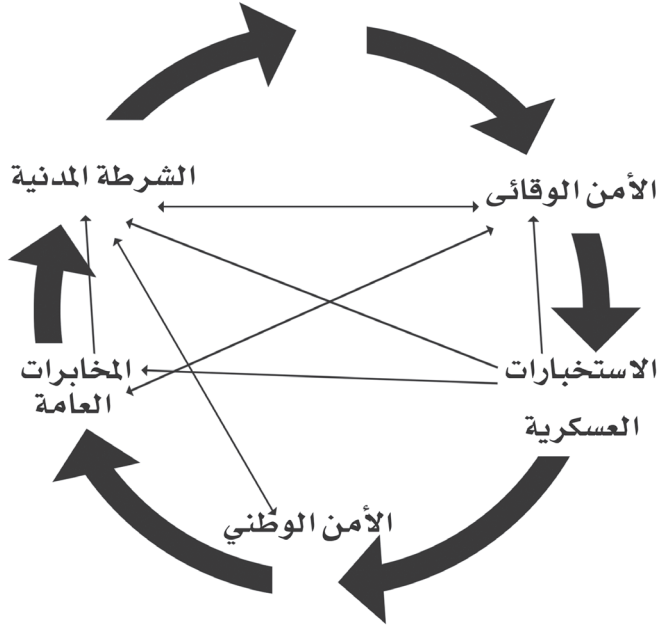 الشرطة المدنية
الأمن الوقائى
المخابرات
العامة
الاستخبارات
العسكرية
الأمن الوطني